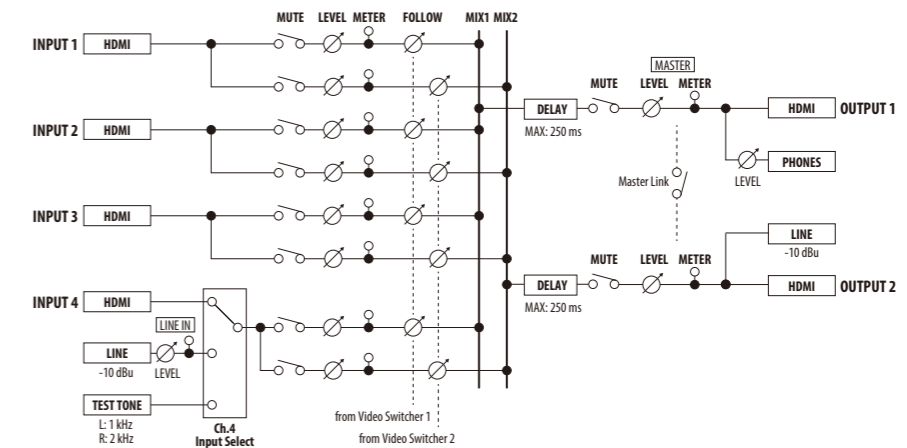 MUTE LEVEL METER FOLLOW MIX1 MIX2
INPUT 1 HDMI
MASTER
MUTE LEVEL METER
DELAY HDMI OUTPUT 1
MAX: 250 ms
INPUT 2 HDMI
PHONES
LEVEL
Master Link
INPUT 3 HDMI
LINE
-10 dBu
MUTE LEVEL METER
DELAY HDMI OUTPUT 2
MAX: 250 ms
INPUT 4 HDMI
LINE IN
LINE
-10 dBu LEVEL
TEST TONE
L: 1 kHz
R: 2 kHz
Ch.4
Input Select
from Video Switcher 1
from Video Switcher 2